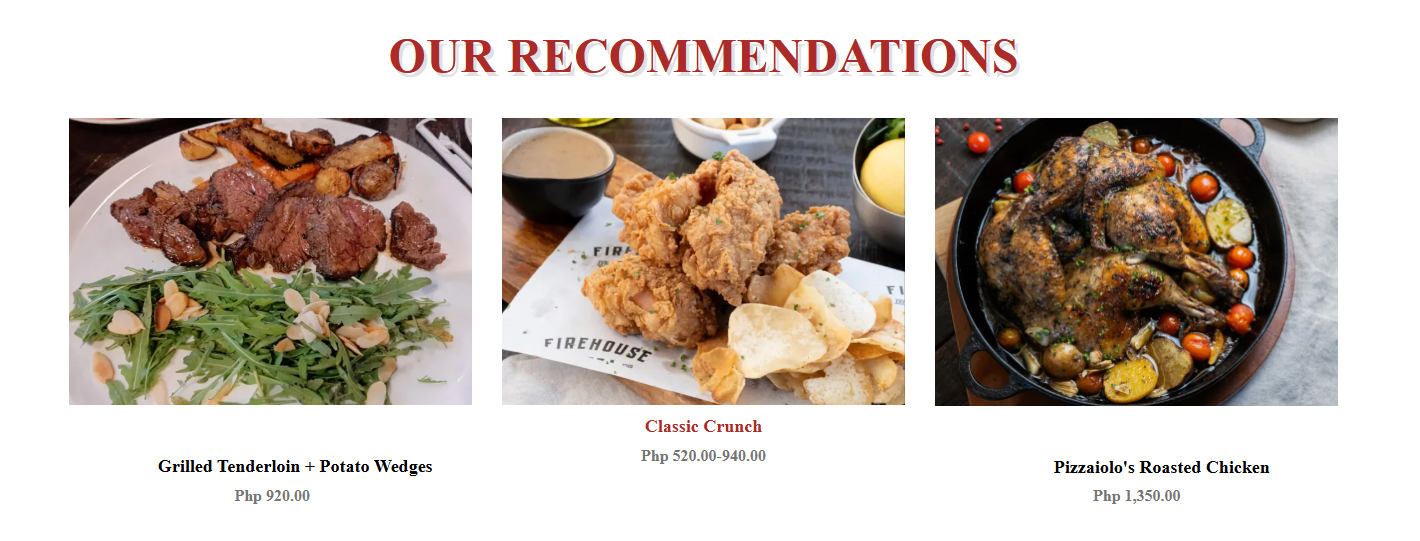 OUR RECOMMENDATIONS
FIREHOUSE
Classic Crunch
Php 520.00-940.00
Grilled Tenderloin + Potato Wedges
Php 920.00
Pizzaiolo's Roasted Chicken
Php 1,350.00